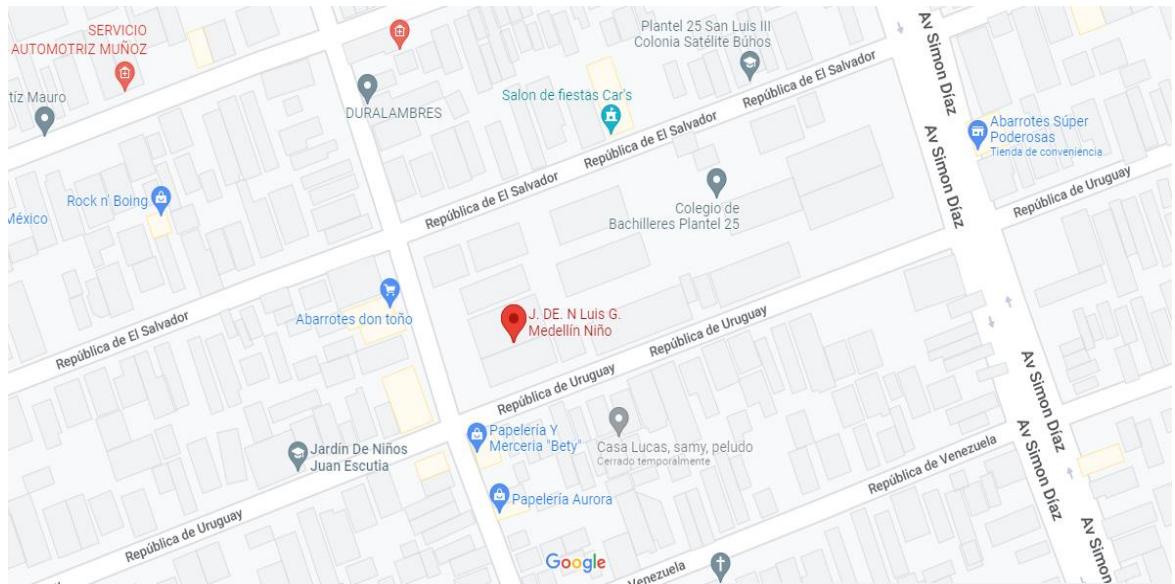 SERVICIO
AUTOMOTRIZ MUÑOZ
Plantel 25 San Luis III
Colonia Satélite Búhos
Av Simon Díaz
tíz Mauro
DURALAMBRES
Salon de fiestas Car's
República de El Salvador
República de El Salvador
Av Simon Díaz
Abarrotes Súper
Poderosas
Tienda de conveniencia
República de Uruguay
Rock n' Boing
México
República de El Salvador
Colegio de
Bachilleres Plantel 25
Abarrotes don toño
República de El Salvador
J. DE. N Luis G.
Medellín Niño
República de Uruguay
República de Uruguay
Av Simon Díaz
Papelería Y
Merceria "Bety"
Casa Lucas, samy, peludo
Cerrado temporalmente
Jardín De Niños
Juan Escutia
República de Venezuela
Av Simon Díaz
Papelería Aurora
República de Uruguay
Google
Venezuela
Av Simon